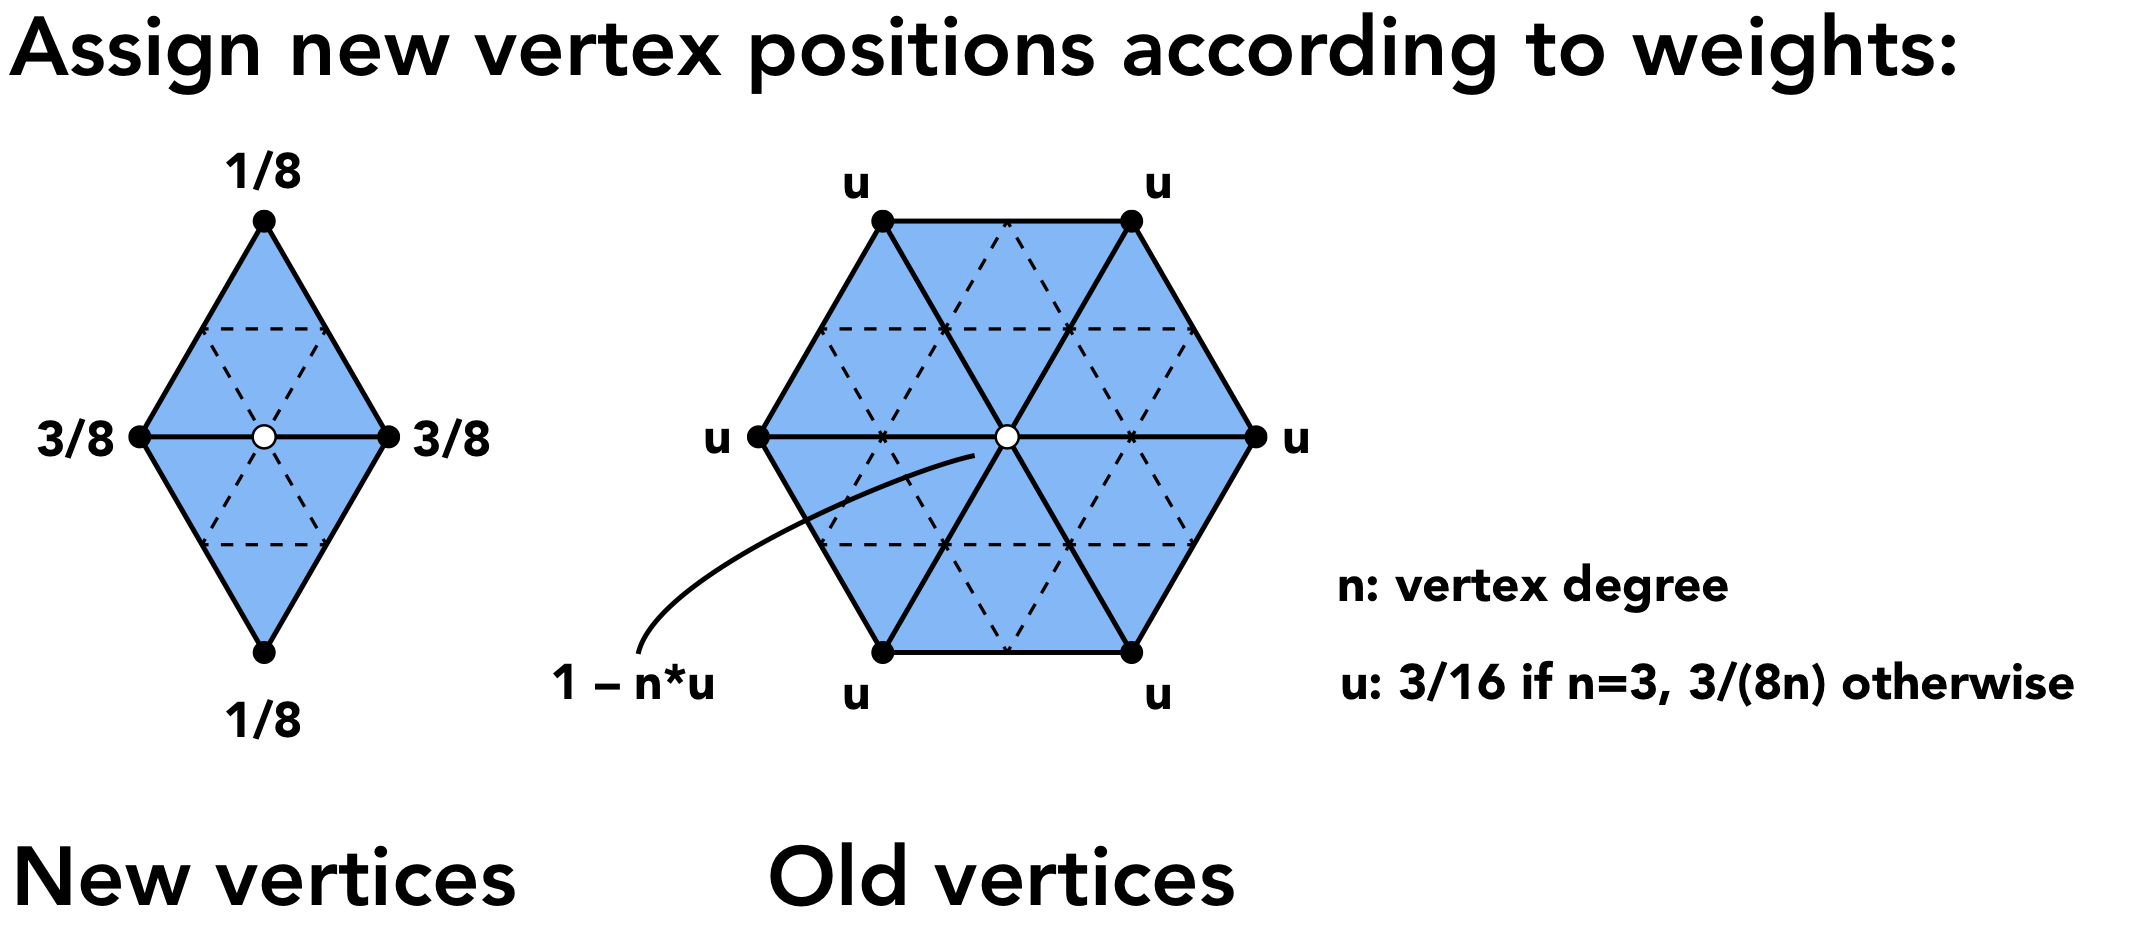 Assign new vertex positions according to weights:
1/8
3/8
3/8
1/8
u
u
u
u
u
u
1 – n*u
n: vertex degree
u: 3/16 if n=3, 3/(8n) otherwise
New vertices
Old vertices